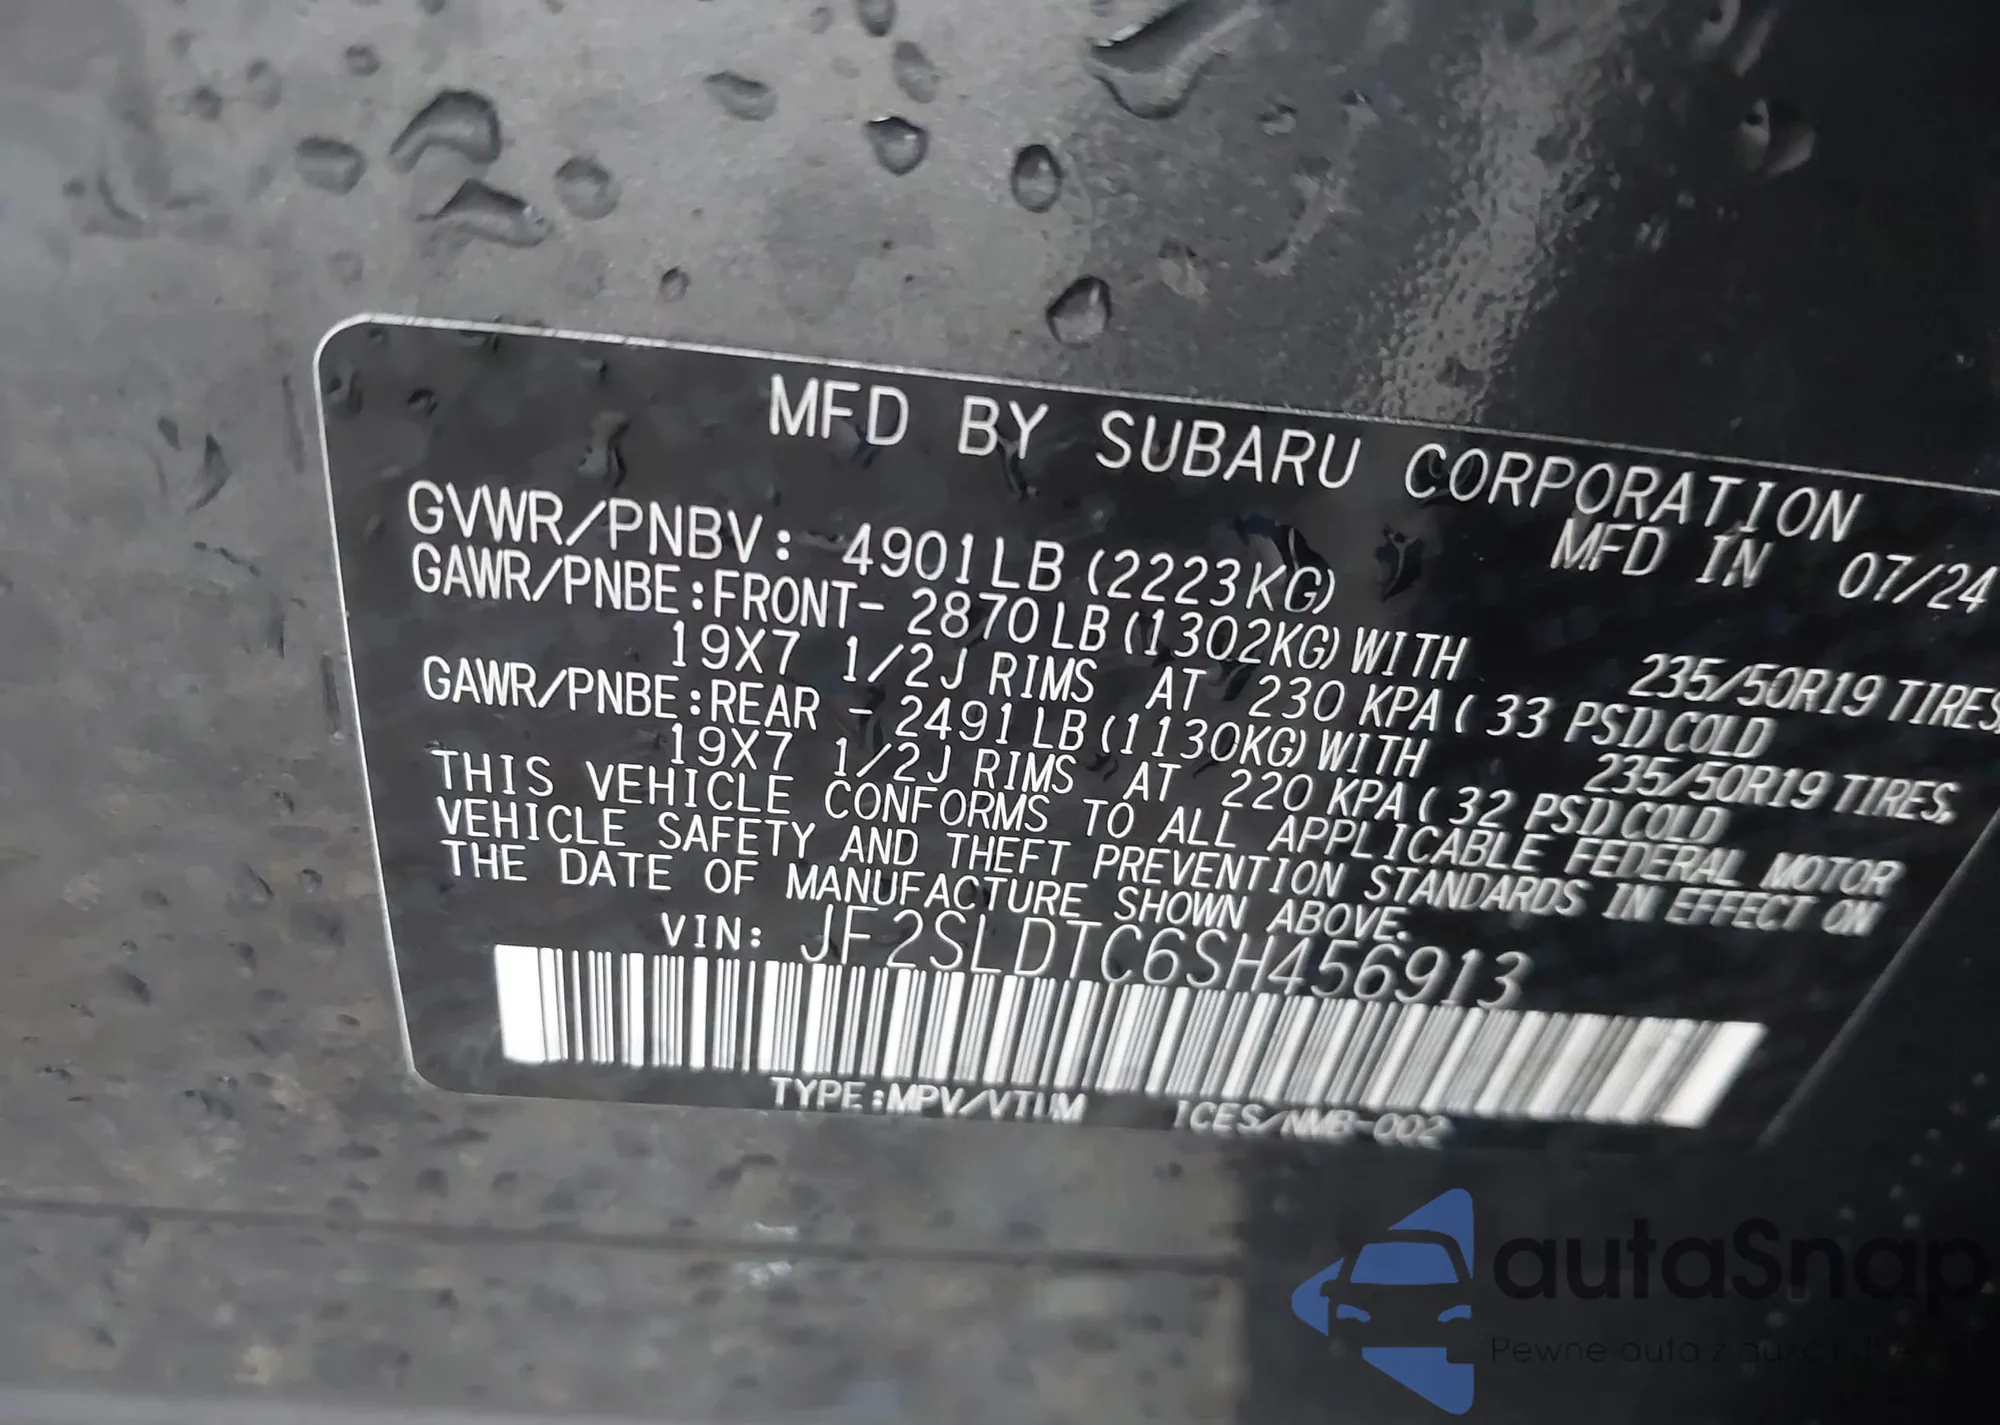 MFD BY SUBARU CORPORATION
MFD IN 07/24
GVWR/PNBV: 4901LB (2223KG)
GAWR/PNBE:FRONT- 2870LB(1302KG)WITH 235/50R19 TIRES,
19X7 1/2J RIMS AT 230 KPA( 33 PSI)COLD
GAWR/PNBE:REAR - 2491LB(1130KG)WITH 235/50R19 TIRES,
19X7 1/2J RIMS AT 220 KPA( 32 PSI)COLD
THIS VEHICLE CONFORMS TO ALL APPLICABLE FEDERAL MOTOR
VEHICLE SAFETY AND THEFT PREVENTION STANDARDS IN EFFECT ON
THE DATE OF MANUFACTURE SHOWN ABOVE.
VIN: JF2SLDTC6SH456913
TYPE:MPV/VTUM ICES/NMB-002
autaSnap
Pewne auta z